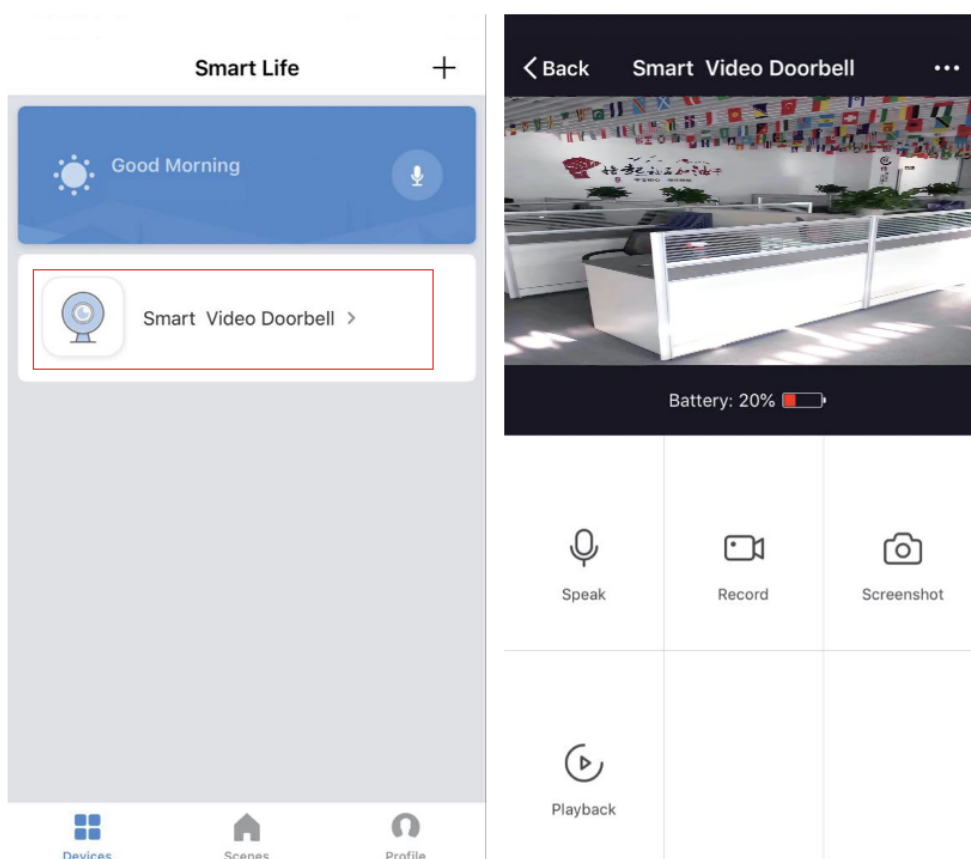 Smart Life
Good Morning
Smart Video Doorbell
Devices
Scenes
Profile
Back
Smart Video Doorbell
Battery: 20%
Speak
Record
Screenshot
Playback